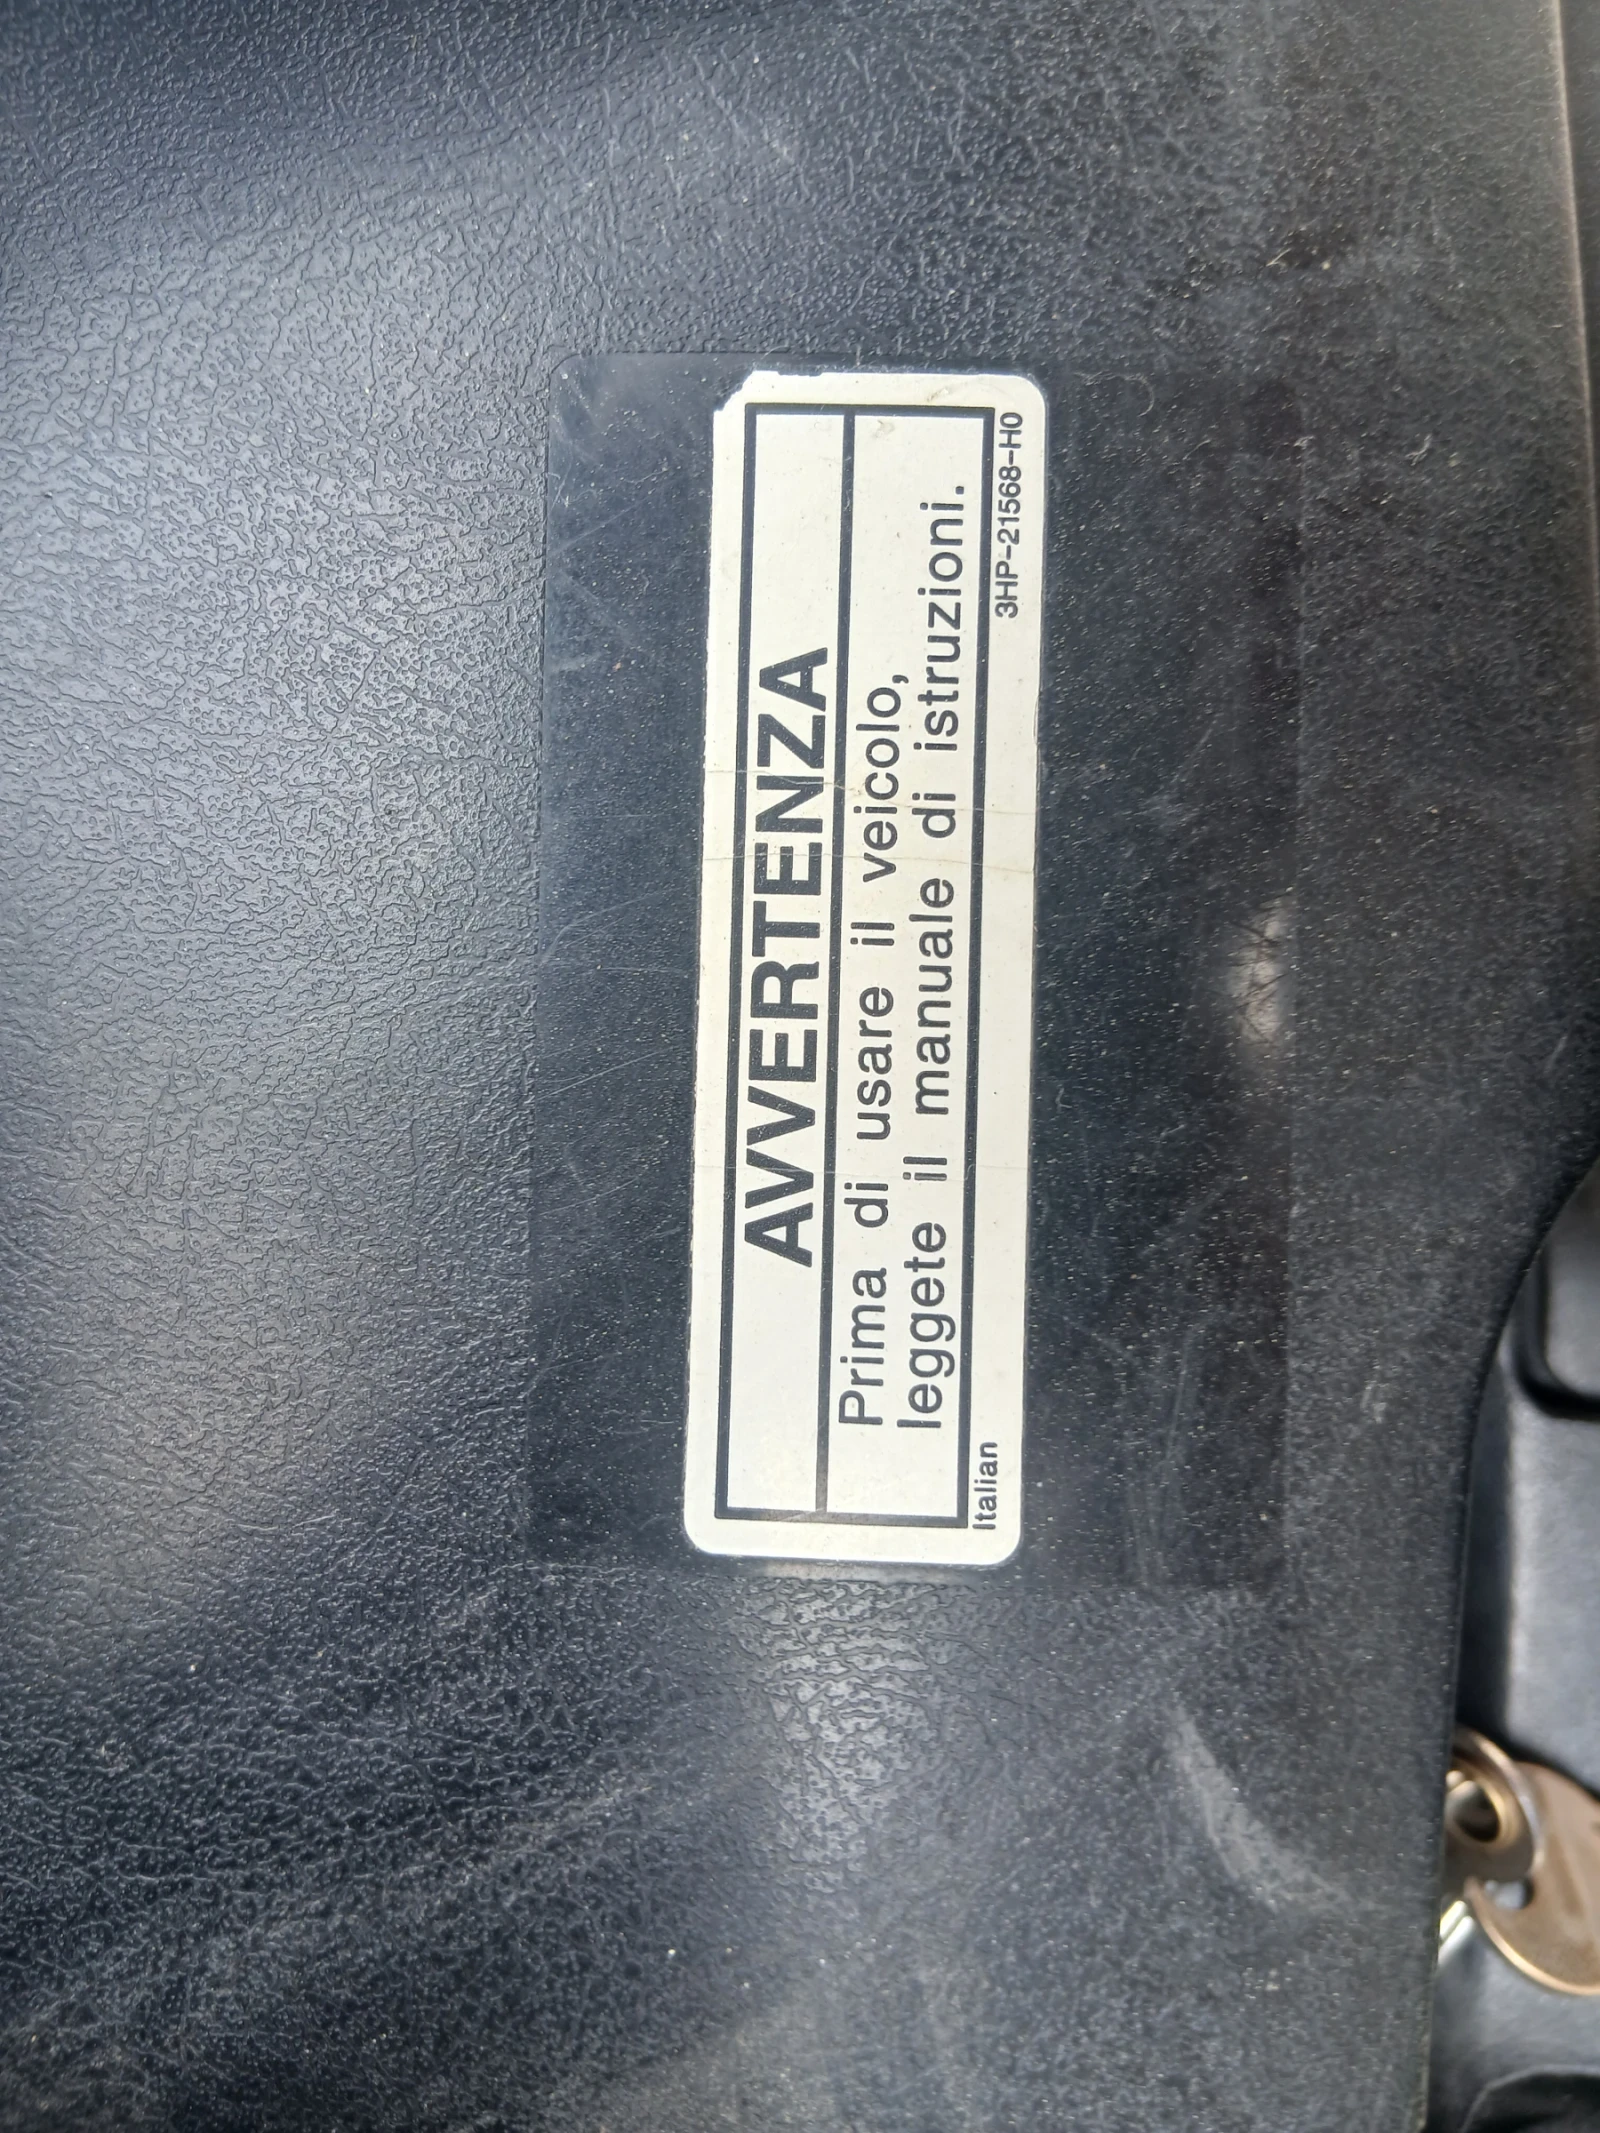 AVVERTENZA
Prima di usare il veicolo,
leggete il manuale di istruzioni.
Italian
3HP-21568-H0